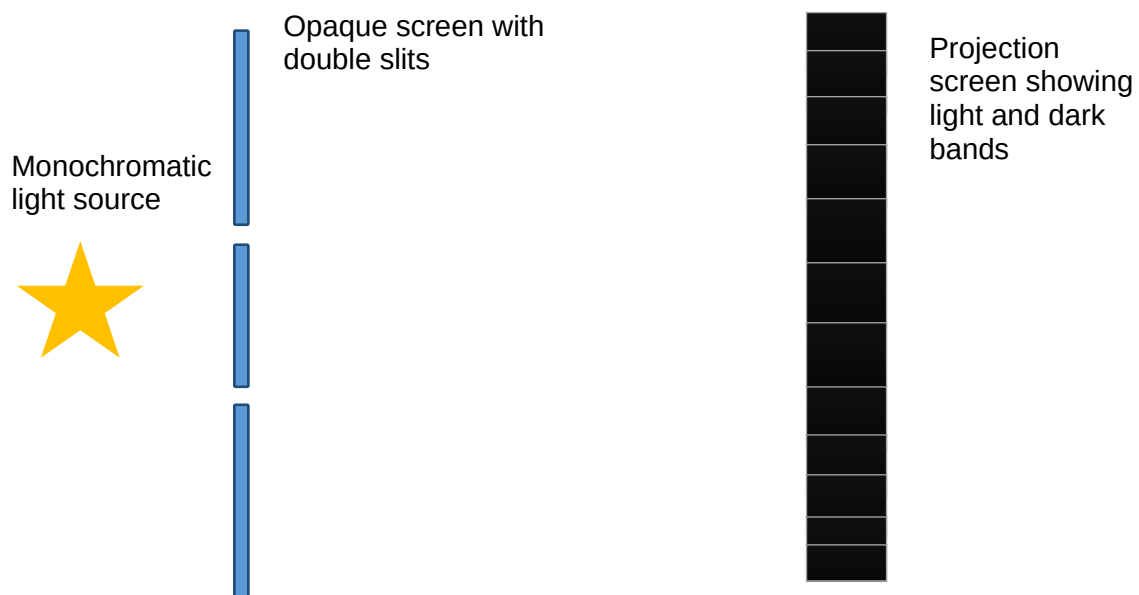 Opaque screen with
double slits
Projection
screen showing
light and dark
bands
Monochromatic
light source